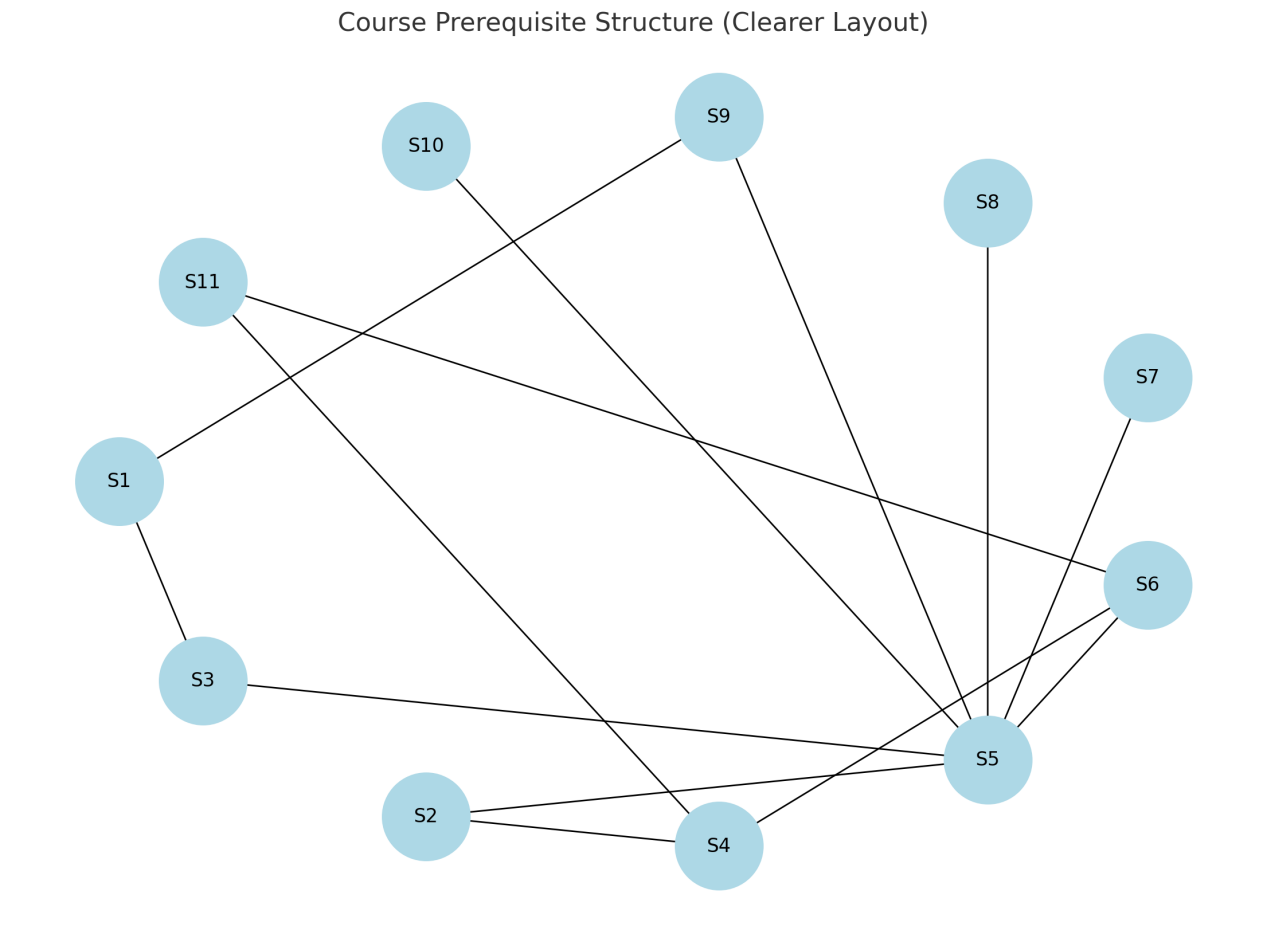 Course Prerequisite Structure (Clearer Layout)
S9
S10
S8
S11
S7
S1
S6
S3
S5
S2
S4